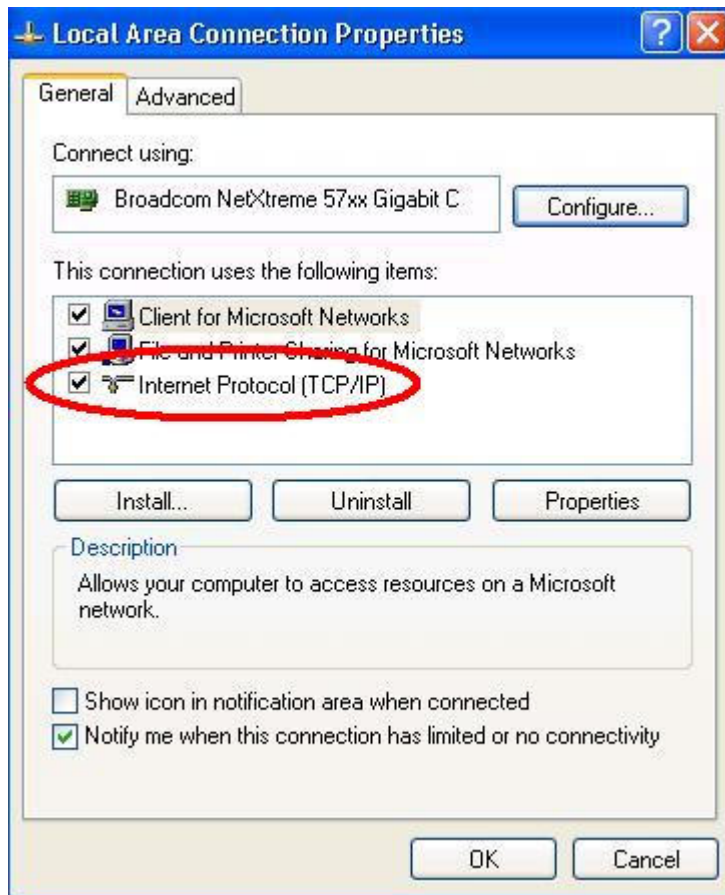 Local Area Connection Properties
General Advanced
Connect using:
Broadcom NetXtreme 57xx Gigabit C
Configure...
This connection uses the following items:
Client for Microsoft Networks
File and Printer Sharing for Microsoft Networks
Internet Protocol (TCP/IP)
Install... Uninstall Properties
Description
Allows your computer to access resources on a Microsoft
network.
Show icon in notification area when connected
Notify me when this connection has limited or no connectivity
OK Cancel